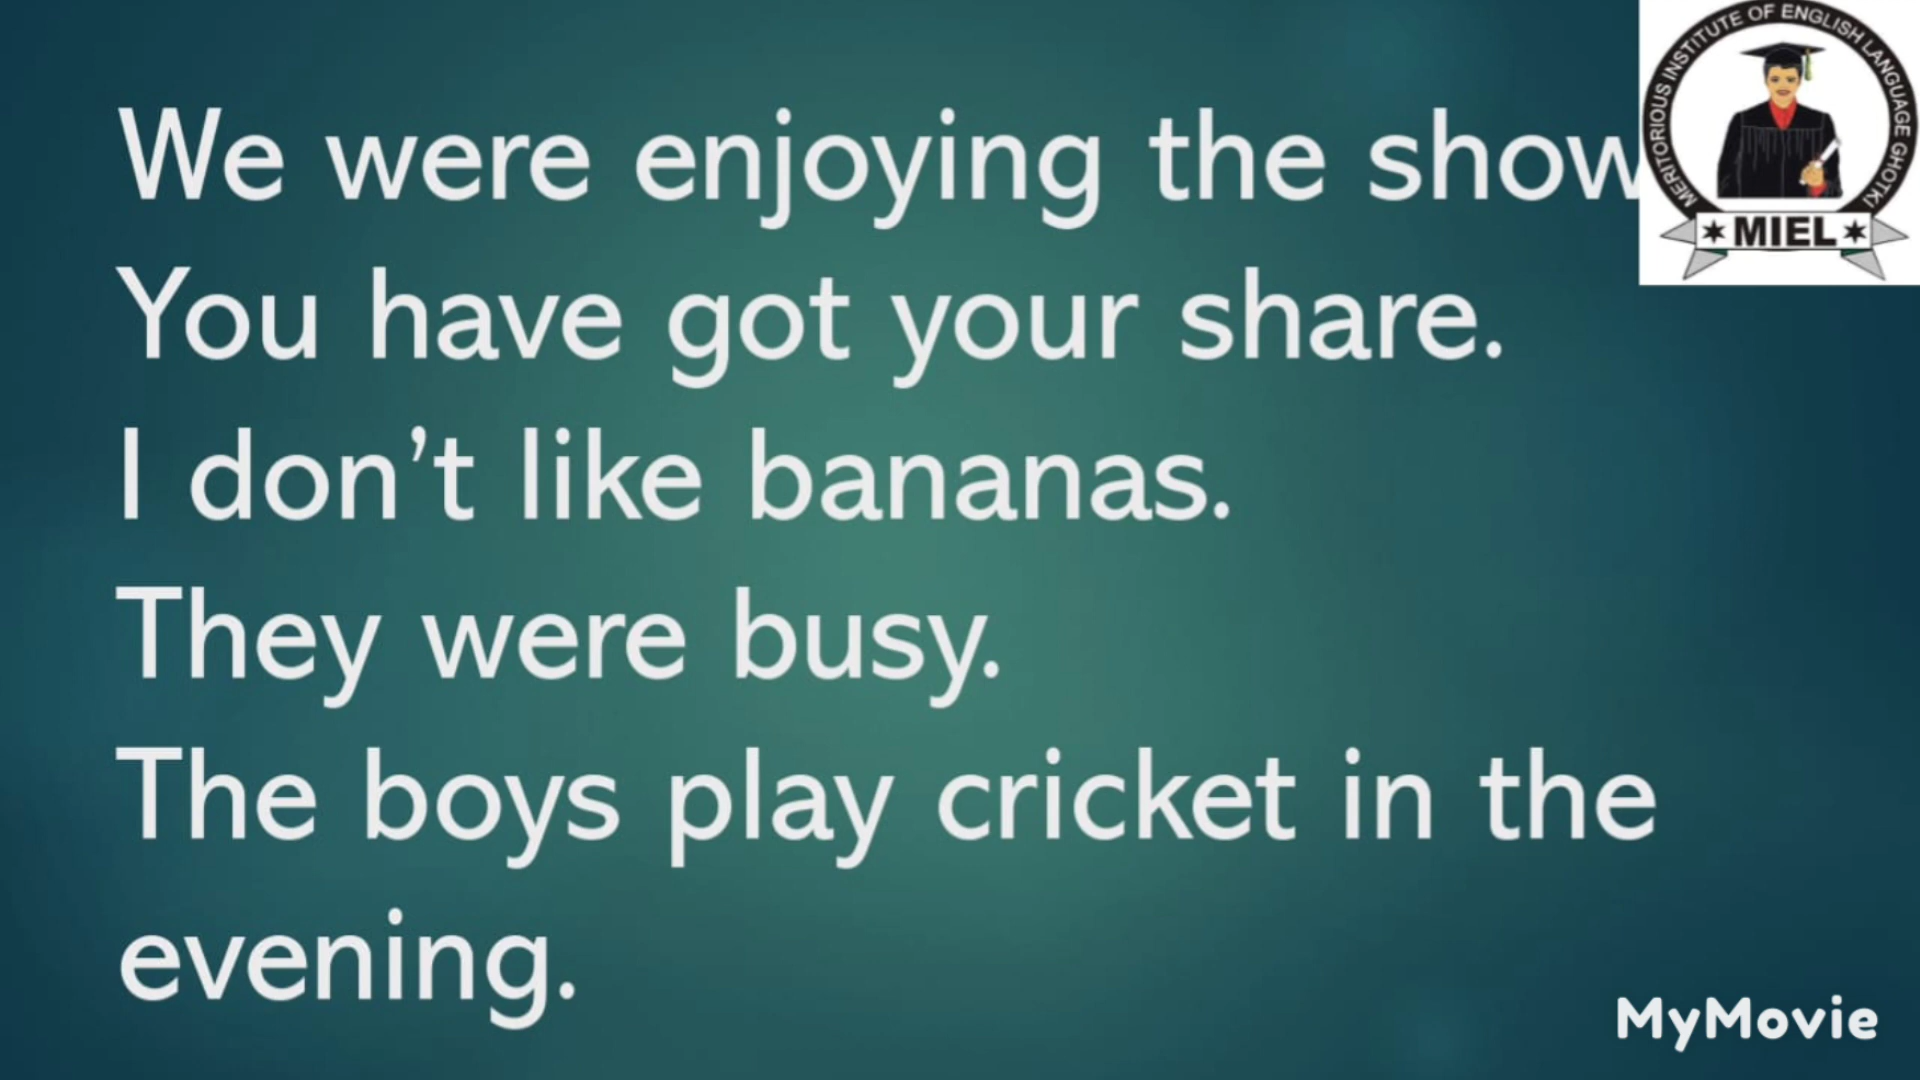 We were enjoying the show
You have got your share.
I don’t like bananas.
They were busy.
The boys play cricket in the
evening.
MERITORIOUS INSTITUTE OF ENGLISH LANGUAGE GHOTKI
MIEL
MyMovie